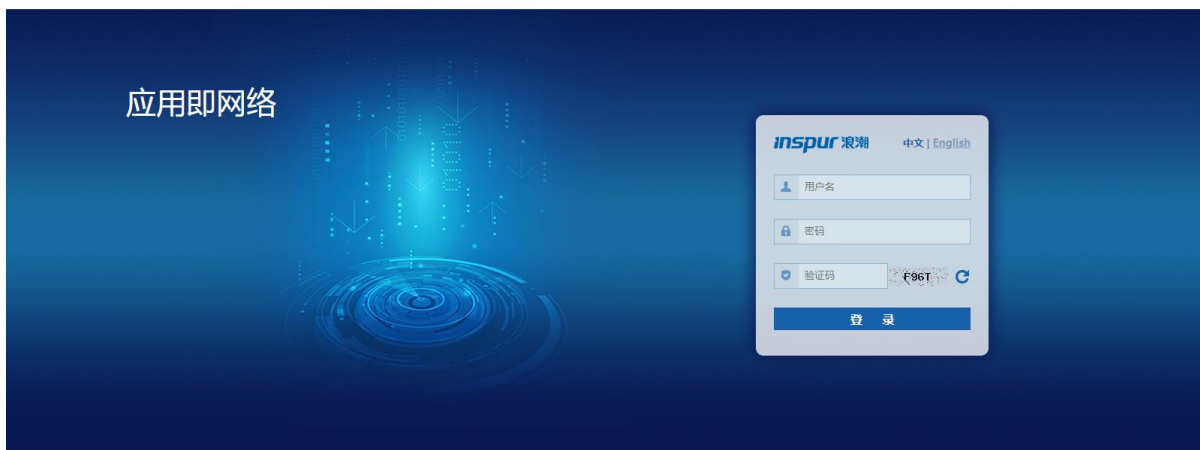 应用即网络
inspur 浪潮
中文 | English
用户名
密码
验证码
F96T
登 录